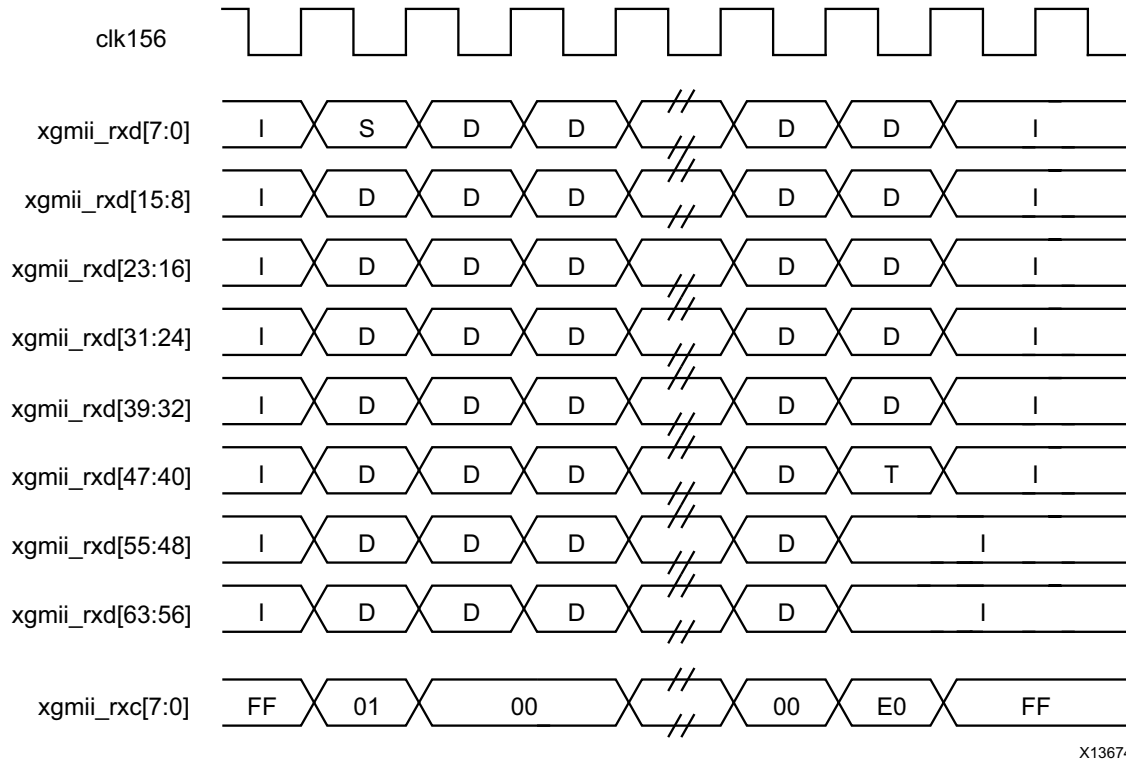 clk156
xgmii_rxd[7:0] I S D D D D I
xgmii_rxd[15:8] I D D D D D I
xgmii_rxd[23:16] I D D D D D I
xgmii_rxd[31:24] I D D D D D I
xgmii_rxd[39:32] I D D D D D I
xgmii_rxd[47:40] I D D D D T I
xgmii_rxd[55:48] I D D D D I
xgmii_rxd[63:56] I D D D D I
xgmii_rxc[7:0] FF 01 00 00 E0 FF
X13674